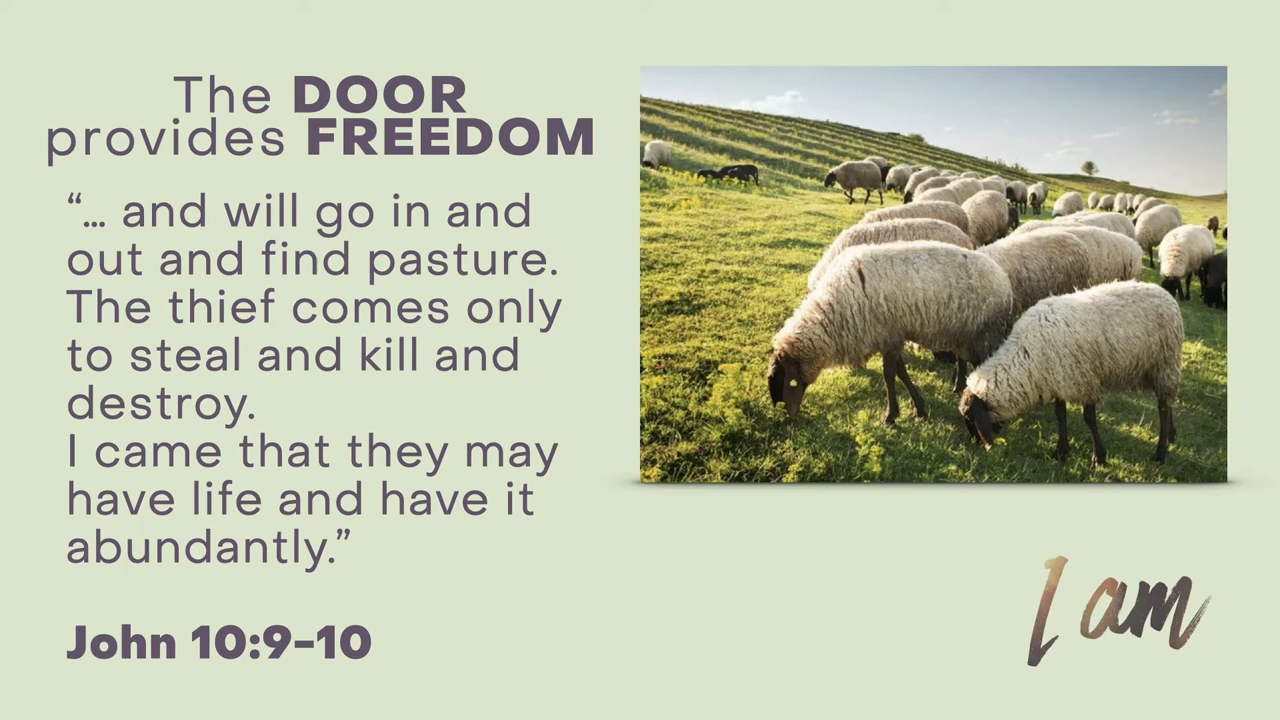 The DOOR
provides FREEDOM
“… and will go in and
out and find pasture.
The thief comes only
to steal and kill and
destroy.
I came that they may
have life and have it
abundantly.”
John 10:9-10
I am